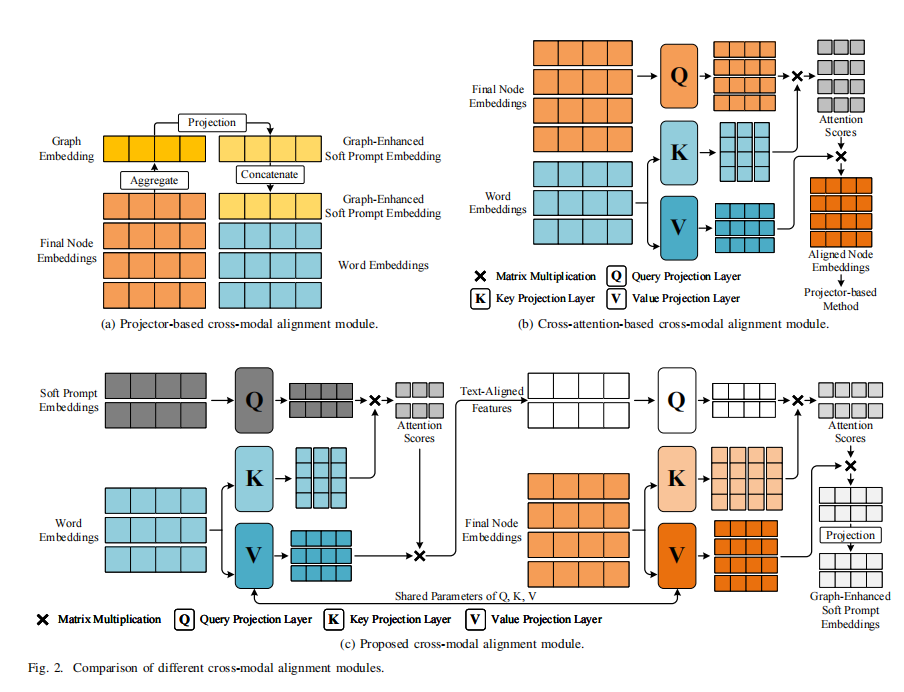 Projection
Graph
Embedding
Graph-Enhanced
Soft Prompt Embedding
Aggregate
Concatenate
Graph-Enhanced
Soft Prompt Embedding
Final Node
Embeddings
Word Embeddings
(a) Projector-based cross-modal alignment module.
Final Node
Embeddings
Q
Attention
Scores
K
Word
Embeddings
V
Aligned Node
Embeddings
Projector-based
Method
Matrix Multiplication
Q Query Projection Layer
K Key Projection Layer
V Value Projection Layer
(b) Cross-attention-based cross-modal alignment module.
Soft Prompt
Embeddings
Q
Attention
Scores
K
Word
Embeddings
V
Text-Aligned
Features
Q
Attention
Scores
K
Final Node
Embeddings
V
Projection
Graph-Enhanced
Soft Prompt
Embeddings
Shared Parameters of Q, K, V
Matrix Multiplication
Q Query Projection Layer
K Key Projection Layer
V Value Projection Layer
(c) Proposed cross-modal alignment module.
Fig. 2. Comparison of different cross-modal alignment modules.